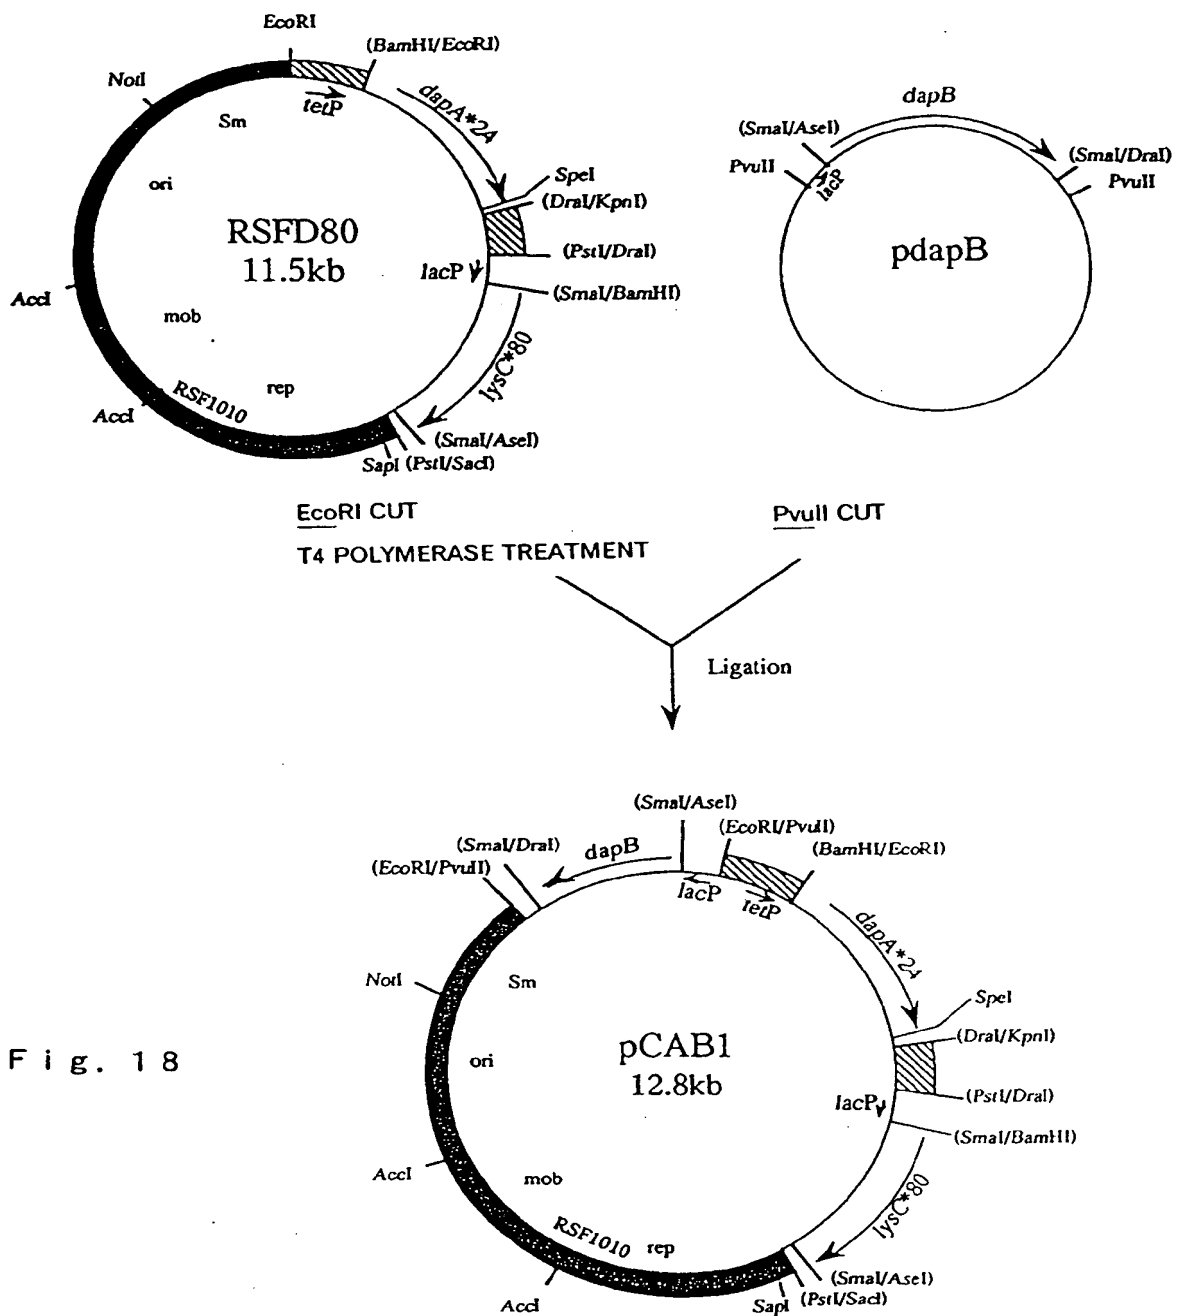 EcoRI
(BamHI/EcoRI)
NotI
tetP
dapA*24
Sm
SpeI
(DraI/KpnI)
ori
RSFD80
11.5kb
(PstI/DraI)
lacP
(SmaI/BamHI)
AccI
mob
lysC*80
rep
RSF1010
AccI
(SmaI/AseI)
SapI (PstI/SacI)
dapB
(SmaI/AseI)
(SmaI/DraI)
PvuII
PvuII
lacP
pdapB
EcoRI CUT
T4 POLYMERASE TREATMENT
PvuII CUT
Ligation
(SmaI/AseI)
(EcoRI/PvuII)
(SmaI/DraI)
dapB
(BamHI/EcoRI)
(EcoRI/PvuII)
lacP
tetP
dapA*24
NotI
Sm
SpeI
(DraI/KpnI)
Fig. 18
ori
pCAB1
12.8kb
(PstI/DraI)
lacP
(SmaI/BamHI)
AccI
mob
lysC*80
RSF1010
rep
(SmaI/AseI)
AccI
SapI (PstI/SacI)